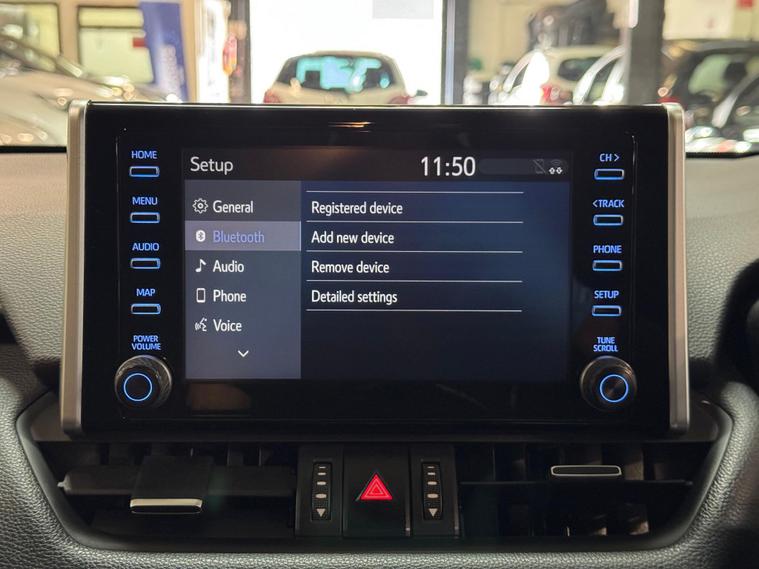 HOME
MENU
AUDIO
MAP
POWER
VOLUME
Setup 11:50
General
Bluetooth
Audio
Phone
Voice
Registered device
Add new device
Remove device
Detailed settings
CH >
<TRACK
PHONE
SETUP
TUNE
SCROLL